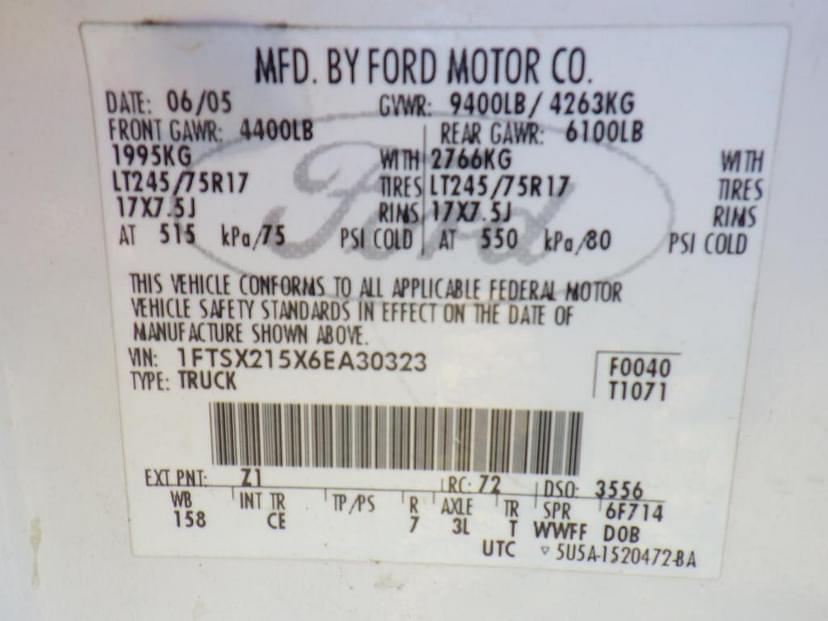 MFD. BY FORD MOTOR CO.
DATE: 06/05 GVWR: 9400LB/ 4263KG
FRONT GAWR: 4400LB REAR GAWR: 6100LB
1995KG WITH 2766KG WITH
LT245/75R17 TIRES LT245/75R17 TIRES
17X7.5J RIMS 17X7.5J RIMS
AT 515 kPa/75 PSI COLD AT 550 kPa/80 PSI COLD
Ford
THIS VEHICLE CONFORMS TO ALL APPLICABLE FEDERAL MOTOR
VEHICLE SAFETY STANDARDS IN EFFECT ON THE DATE OF
MANUFACTURE SHOWN ABOVE.
VIN: 1FTSX215X6EA30323 F0040
TYPE: TRUCK T1071
EXT PNT: Z1 RC: 72 DSO: 3556
WB INT TR TP/PS R AXLE TR SPR 6F714
158 CE 7 3L T WWFF DOB
UTC ▽ 5U5A-1520472-BA